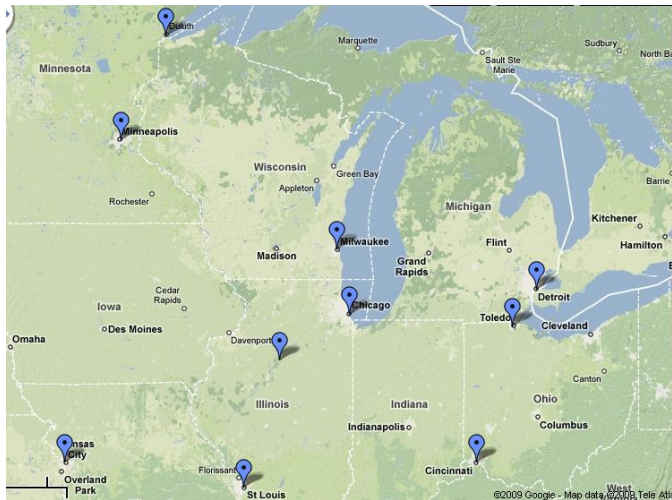 Duluth
Marquette
Sudbury
Sault Ste.
Marie
North Ba
Minnesota
Minneapolis
Wisconsin
Green Bay
Appleton
Barrie
Rochester
Michigan
Kitchener
Hamilton
Milwaukee
Madison
Grand
Rapids
Flint
Detroit
Cedar
Rapids
Iowa
Chicago
Toledo
Cleveland
Des Moines
Davenport
Omaha
Canton
Illinois
Indiana
Ohio
Columbus
Indianapolis
nsas
City
Overland
Park
Florissant
St Louis
Cincinnati
West
©2009 Google - Map data ©2009 Tele Atl